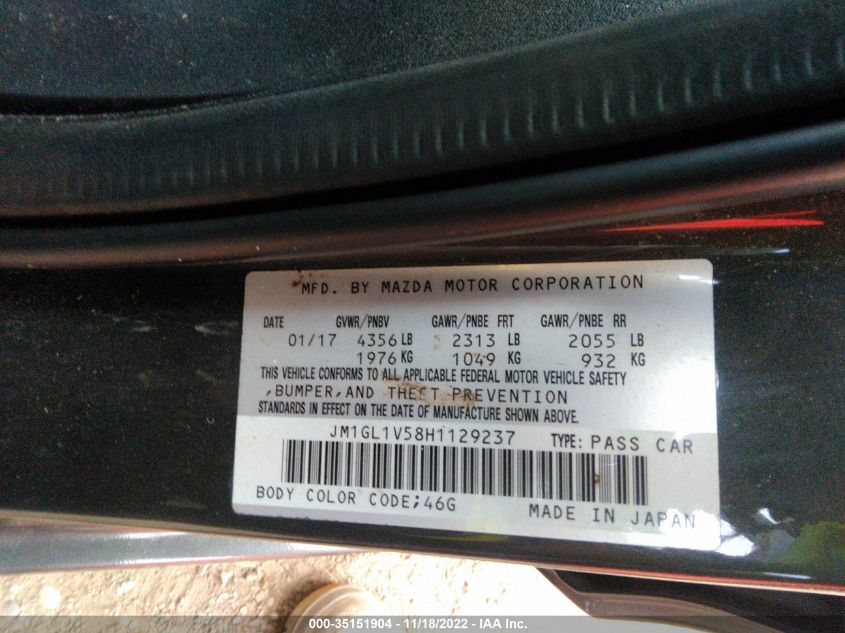 MFD. BY MAZDA MOTOR CORPORATION
DATE GVWR/PNBV GAWR/PNBE FRT GAWR/PNBE RR
01/17 4356 LB 2313 LB 2055 LB
1976 KG 1049 KG 932 KG
THIS VEHICLE CONFORMS TO ALL APPLICABLE FEDERAL MOTOR VEHICLE SAFETY
,BUMPER,AND THEFT PREVENTION
STANDARDS IN EFFECT ON THE DATE OF MANUFACTURE SHOWN ABOVE.
JM1GL1V58H1129237 TYPE: PASS CAR
BODY COLOR CODE;46G
MADE IN JAPAN
000-35151904 - 11/18/2022 - IAA Inc.